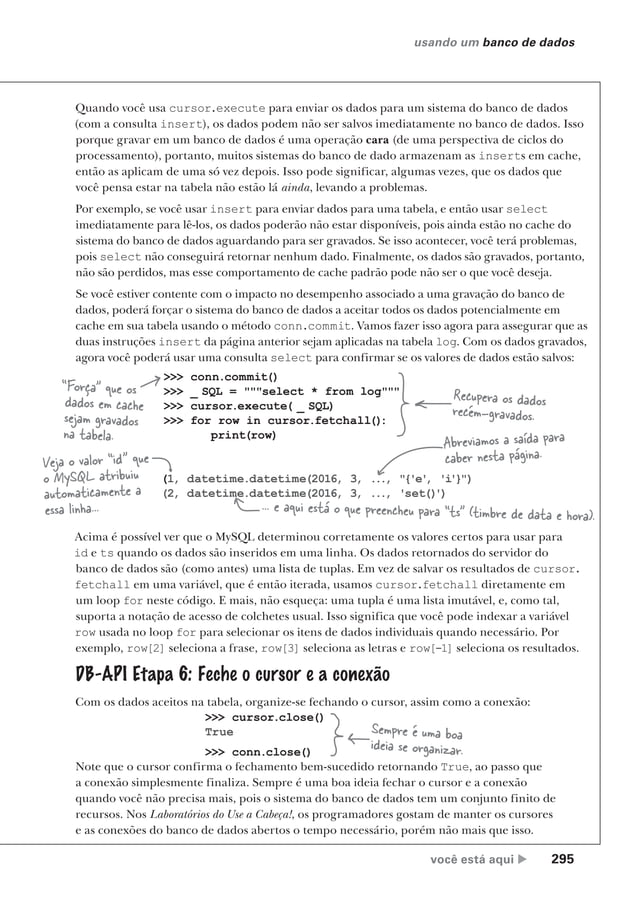 usando um banco de dados
Quando você usa cursor.execute para enviar os dados para um sistema do banco de dados
(com a consulta insert), os dados podem não ser salvos imediatamente no banco de dados. Isso
porque gravar em um banco de dados é uma operação cara (de uma perspectiva de ciclos do
processamento), portanto, muitos sistemas do banco de dado armazenam as inserts em cache,
então as aplicam de uma só vez depois. Isso pode significar, algumas vezes, que os dados que
você pensa estar na tabela não estão lá ainda, levando a problemas.
Por exemplo, se você usar insert para enviar dados para uma tabela, e então usar select
imediatamente para lê-los, os dados poderão não estar disponíveis, pois ainda estão no cache do
sistema do banco de dados aguardando para ser gravados. Se isso acontecer, você terá problemas,
pois select não conseguirá retornar nenhum dado. Finalmente, os dados são gravados, portanto,
não são perdidos, mas esse comportamento de cache padrão pode não ser o que você deseja.
Se você estiver contente com o impacto no desempenho associado a uma gravação do banco de
dados, poderá forçar o sistema do banco de dados a aceitar todos os dados potencialmente em
cache em sua tabela usando o método conn.commit. Vamos fazer isso agora para assegurar que as
duas instruções insert da página anterior sejam aplicadas na tabela log. Com os dados gravados,
agora você poderá usar uma consulta select para confirmar se os valores de dados estão salvos:
"Força" que os
dados em cache
sejam gravados
na tabela.
>>> conn.commit()
>>> _ SQL = """select * from log"""
>>> cursor.execute( _ SQL)
>>> for row in cursor.fetchall():
print(row)
Recupera os dados
recém-gravados.
Abreviamos a saída para
caber nesta página.
Veja o valor "id" que
o MySQL atribuiu
automaticamente a
essa linha...
(1, datetime.datetime(2016, 3, ..., "{'e', 'i'}")
(2, datetime.datetime(2016, 3, ..., 'set()')
... e aqui está o que preencheu para "ts" (timbre de data e hora).
Acima é possível ver que o MySQL determinou corretamente os valores certos para usar para
id e ts quando os dados são inseridos em uma linha. Os dados retornados do servidor do
banco de dados são (como antes) uma lista de tuplas. Em vez de salvar os resultados de cursor.
fetchall em uma variável, que é então iterada, usamos cursor.fetchall diretamente em
um loop for neste código. E mais, não esqueça: uma tupla é uma lista imutável, e, como tal,
suporta a notação de acesso de colchetes usual. Isso significa que você pode indexar a variável
row usada no loop for para selecionar os itens de dados individuais quando necessário. Por
exemplo, row[2] seleciona a frase, row[3] seleciona as letras e row[-1] seleciona os resultados.
DB-API Etapa 6: Feche o cursor e a conexão
Com os dados aceitos na tabela, organize-se fechando o cursor, assim como a conexão:
>>> cursor.close()
True
>>> conn.close()
Sempre é uma boa
ideia se organizar.
Note que o cursor confirma o fechamento bem-sucedido retornando True, ao passo que
a conexão simplesmente finaliza. Sempre é uma boa ideia fechar o cursor e a conexão
quando você não precisa mais, pois o sistema do banco de dados tem um conjunto finito de
recursos. Nos Laboratórios do Use a Cabeça!, os programadores gostam de manter os cursores
e as conexões do banco de dados abertos o tempo necessário, porém não mais que isso.
você está aqui ▶ 295